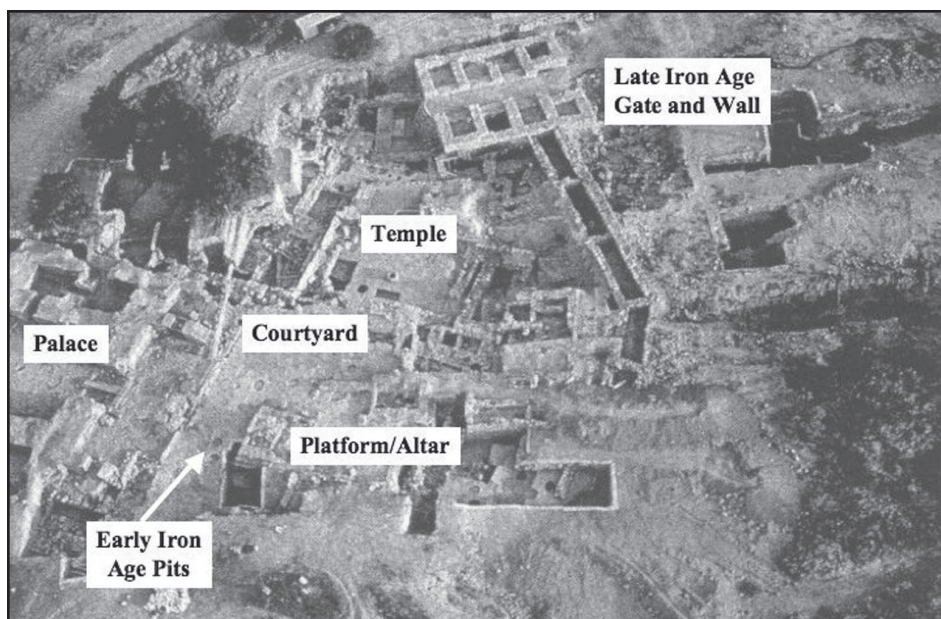 Late Iron Age
Gate and Wall
Temple
Courtyard
Palace
Platform/Altar
Early Iron
Age Pits